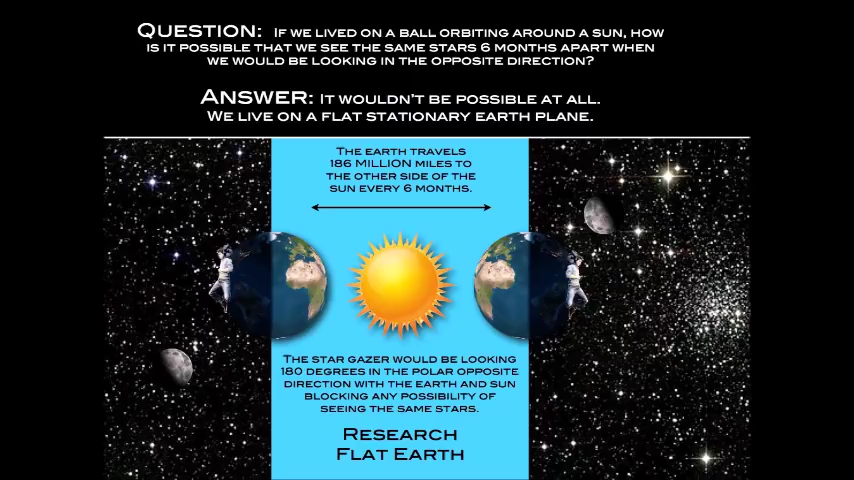 QUESTION: IF WE LIVED ON A BALL ORBITING AROUND A SUN, HOW
IS IT POSSIBLE THAT WE SEE THE SAME STARS 6 MONTHS APART WHEN
WE WOULD BE LOOKING IN THE OPPOSITE DIRECTION?
ANSWER: IT WOULDN'T BE POSSIBLE AT ALL.
WE LIVE ON A FLAT STATIONARY EARTH PLANE.
THE EARTH TRAVELS
186 MILLION MILES TO
THE OTHER SIDE OF THE
SUN EVERY 6 MONTHS.
THE STAR GAZER WOULD BE LOOKING
180 DEGREES IN THE POLAR OPPOSITE
DIRECTION WITH THE EARTH AND SUN
BLOCKING ANY POSSIBILITY OF
SEEING THE SAME STARS.
RESEARCH
FLAT EARTH